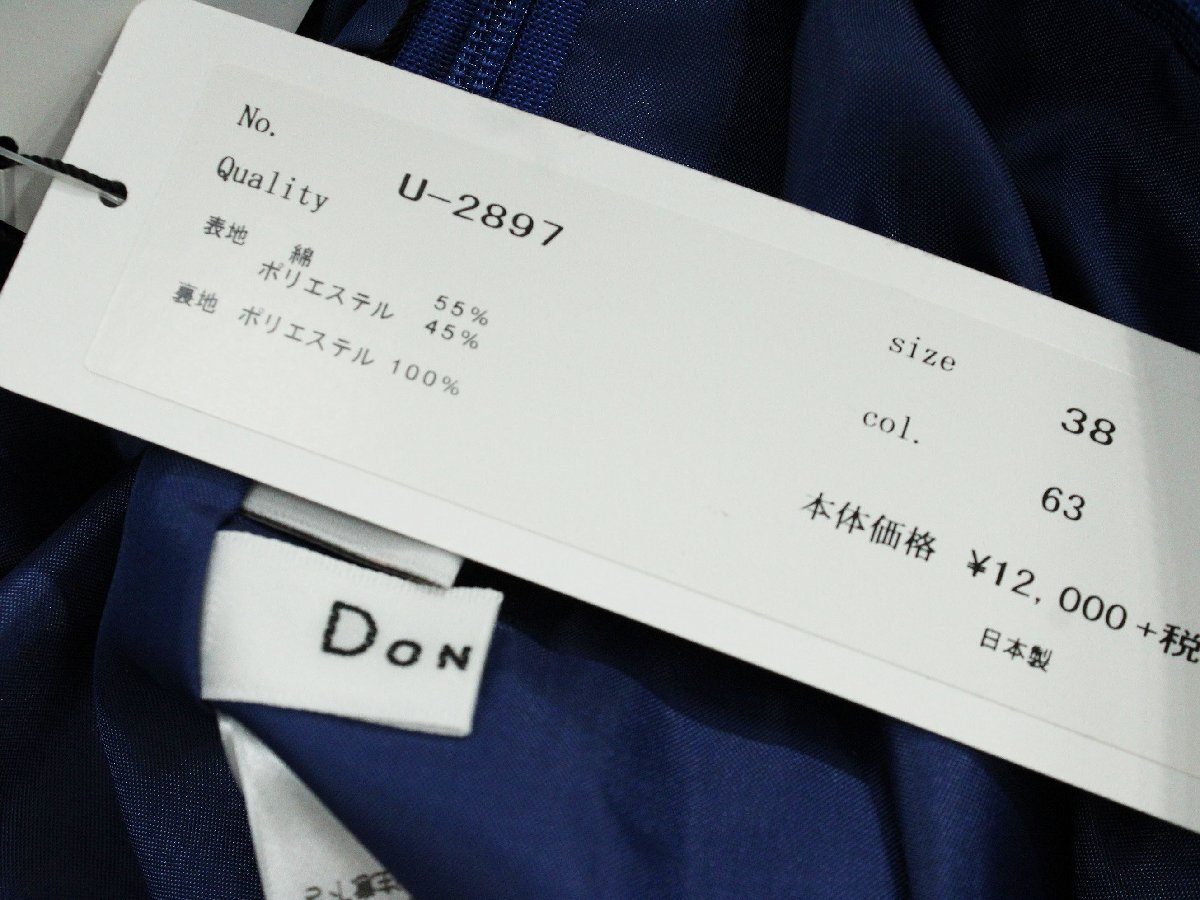 No. U-2897
Quality
表地 綿 55%
ポリエステル 45%
裏地 ポリエステル 100%
size 38
col. 63
本体価格 ¥12,000+税
日本製
DON